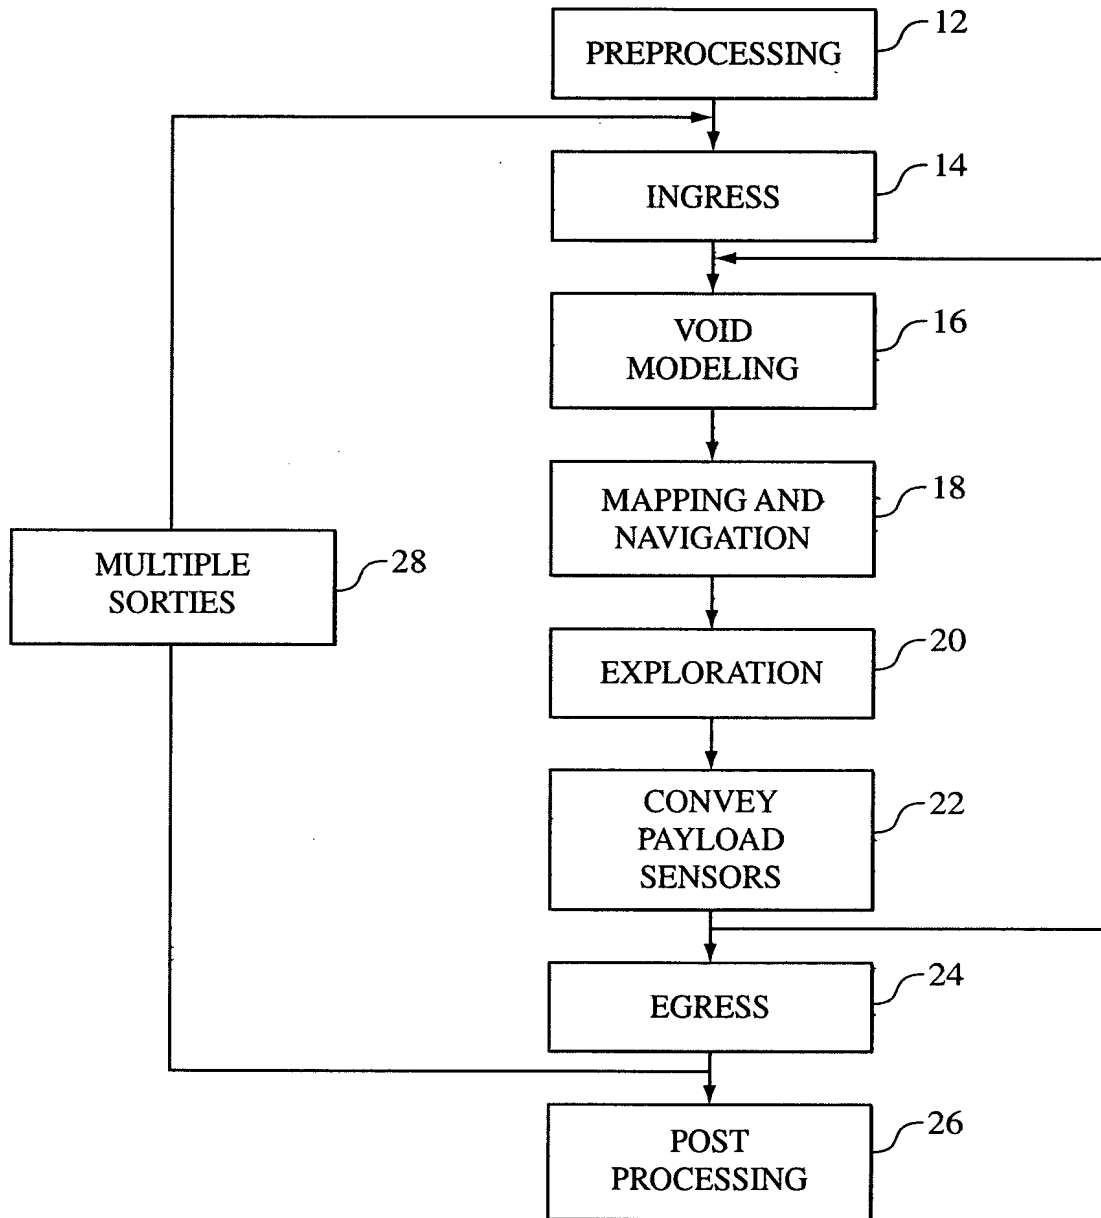 PREPROCESSING
12
INGRESS
14
VOID
MODELING
16
MAPPING AND
NAVIGATION
18
MULTIPLE
SORTIES
28
EXPLORATION
20
CONVEY
PAYLOAD
SENSORS
22
EGRESS
24
POST
PROCESSING
26